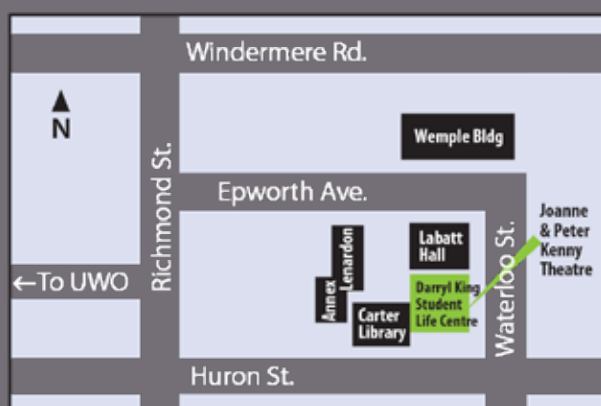 Windermere Rd.
N
Wemple Bldg
Richmond St.
Epworth Ave.
Joanne
& Peter
Kenny
Theatre
Labatt
Hall
Lenardon
Annex
Waterloo St.
←To UWO
Darryl King
Student
Life Centre
Carter
Library
Huron St.